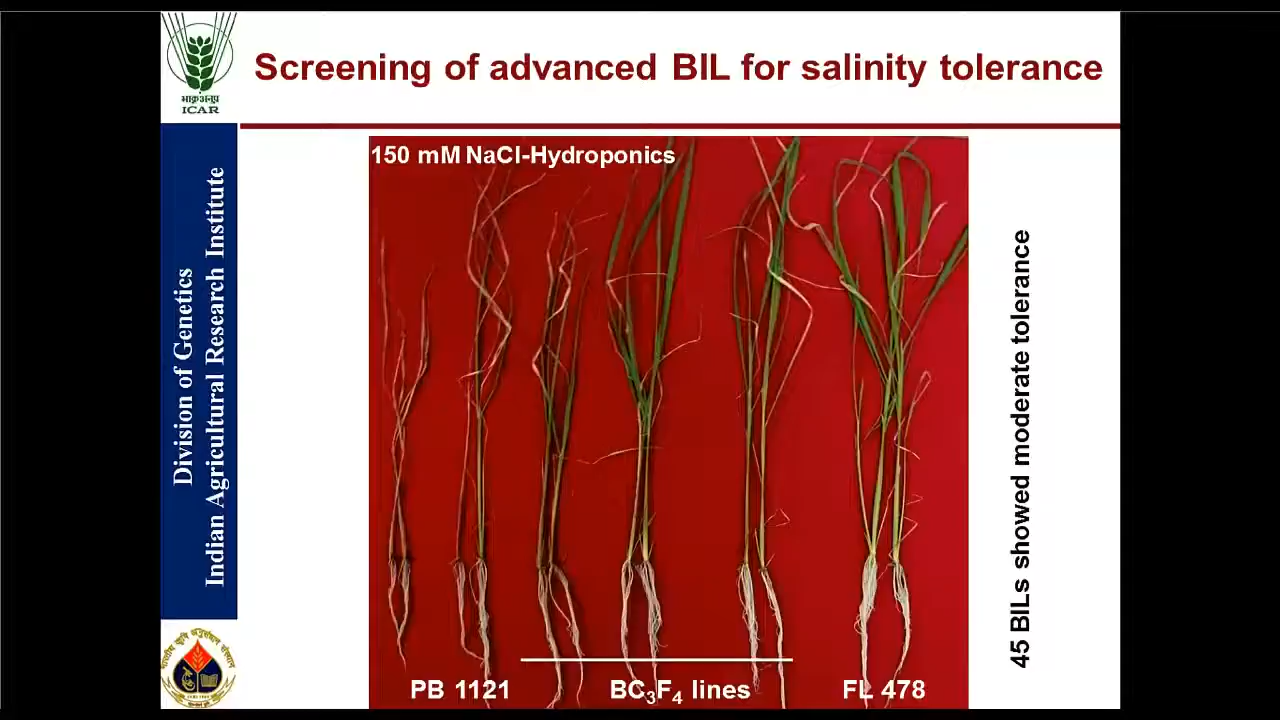 भाकृअनुप
ICAR
Screening of advanced BIL for salinity tolerance
Division of Genetics
Indian Agricultural Research Institute
150 mM NaCl-Hydroponics
PB 1121
BC₃F₄ lines
FL 478
45 BILs showed moderate tolerance